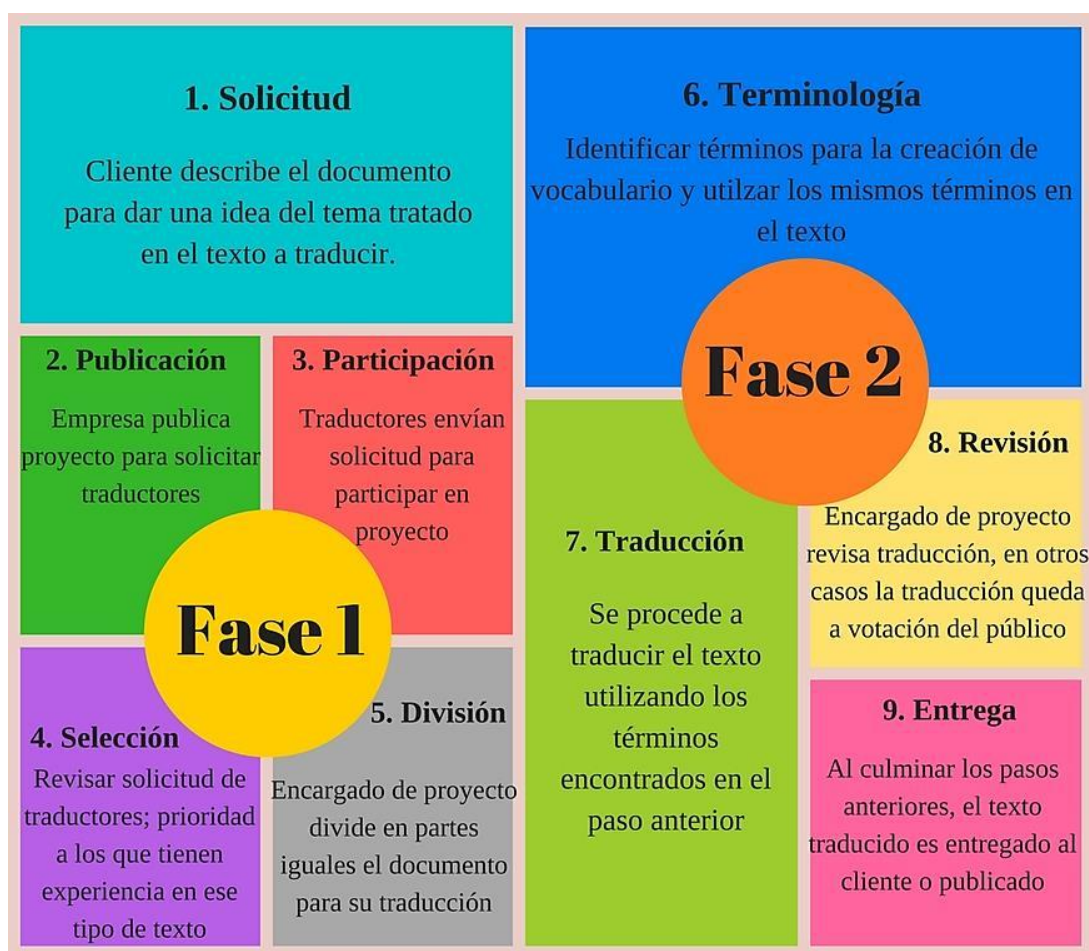 1. Solicitud
Cliente describe el documento
para dar una idea del tema tratado
en el texto a traducir.
2. Publicación
Empresa publica
proyecto para solicitar
traductores
3. Participación
Traductores envían
solicitud para
participar en
proyecto
Fase 1
4. Selección
Revisar solicitud de
traductores; prioridad
a los que tienen
experiencia en ese
tipo de texto
5. División
Encargado de proyecto
divide en partes
iguales el documento
para su traducción
6. Terminología
Identificar términos para la creación de
vocabulario y utilzar los mismos términos en
el texto
Fase 2
7. Traducción
Se procede a
traducir el texto
utilizando los
términos
encontrados en el
paso anterior
8. Revisión
Encargado de proyecto
revisa traducción, en otros
casos la traducción queda
a votación del público
9. Entrega
Al culminar los pasos
anteriores, el texto
traducido es entregado al
cliente o publicado